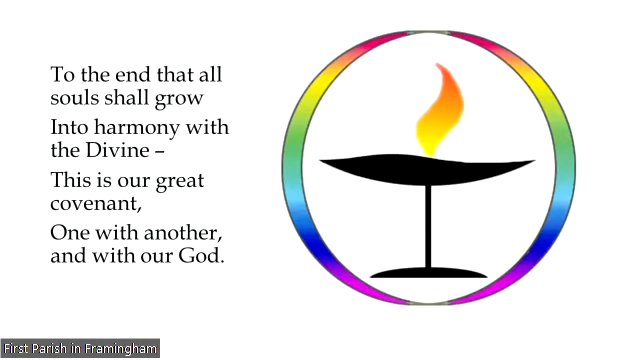 To the end that all
souls shall grow
Into harmony with
the Divine –
This is our great
covenant,
One with another,
and with our God.
First Parish in Framingham